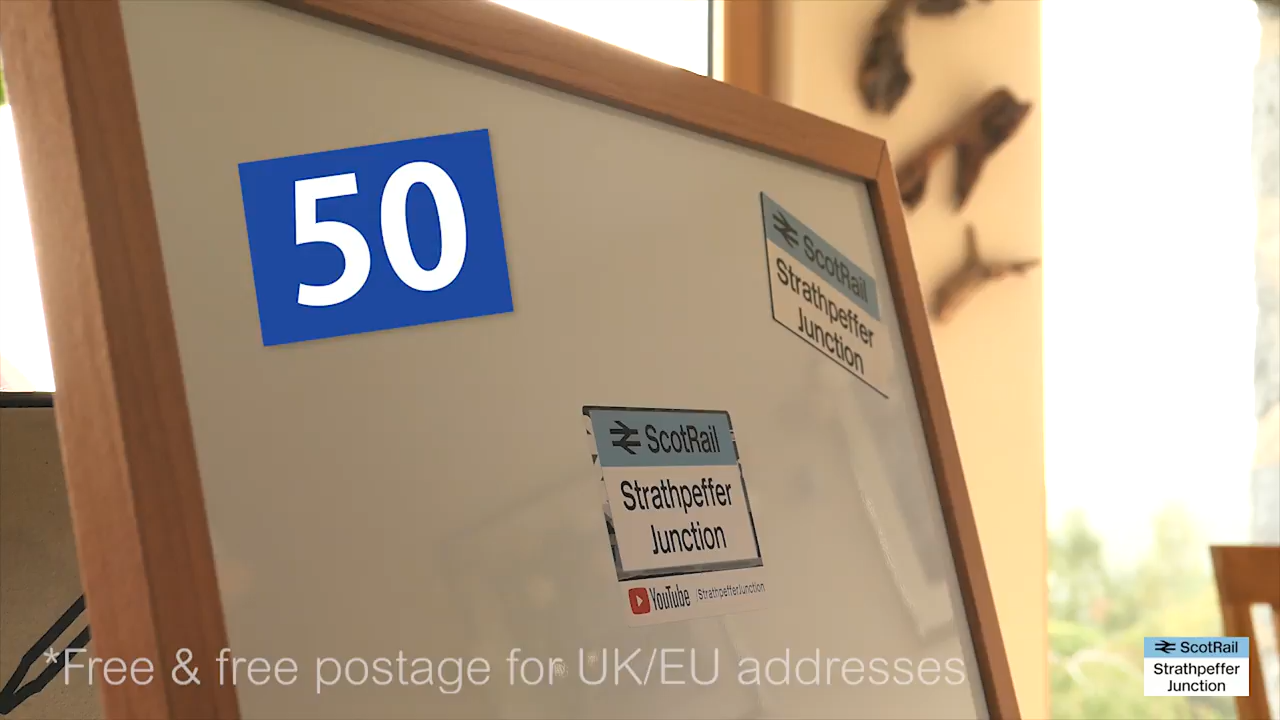 50
ScotRail
Strathpeffer
Junction
ScotRail
Strathpeffer
Junction
YouTube /StrathpefferJunction
*Free & free postage for UK/EU addresses
ScotRail
Strathpeffer
Junction